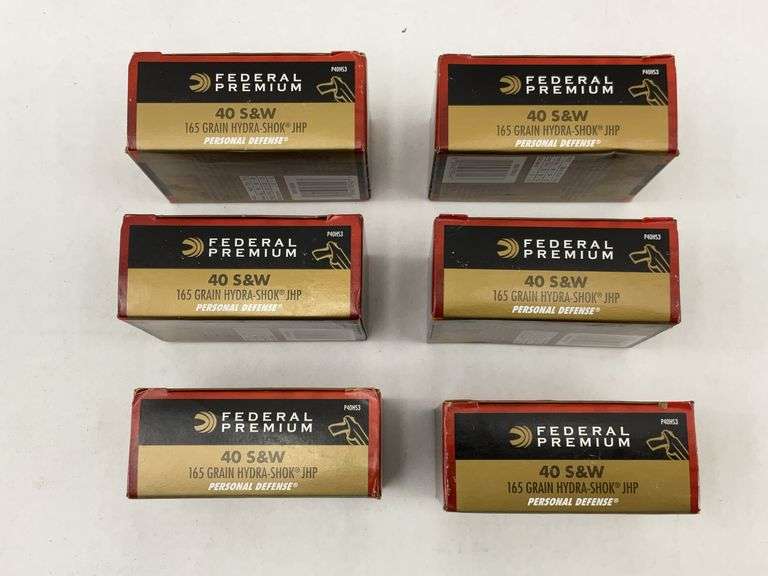 FEDERAL
PREMIUM
P40HS3
40 S&W
165 GRAIN HYDRA-SHOK® JHP
PERSONAL DEFENSE®
FEDERAL
PREMIUM
P40HS3
40 S&W
165 GRAIN HYDRA-SHOK® JHP
PERSONAL DEFENSE®
FEDERAL
PREMIUM
P40HS3
40 S&W
165 GRAIN HYDRA-SHOK® JHP
PERSONAL DEFENSE®
FEDERAL
PREMIUM
P40HS3
40 S&W
165 GRAIN HYDRA-SHOK® JHP
PERSONAL DEFENSE®
FEDERAL
PREMIUM
P40HS3
40 S&W
165 GRAIN HYDRA-SHOK® JHP
PERSONAL DEFENSE®
FEDERAL
PREMIUM
P40HS3
40 S&W
165 GRAIN HYDRA-SHOK® JHP
PERSONAL DEFENSE®